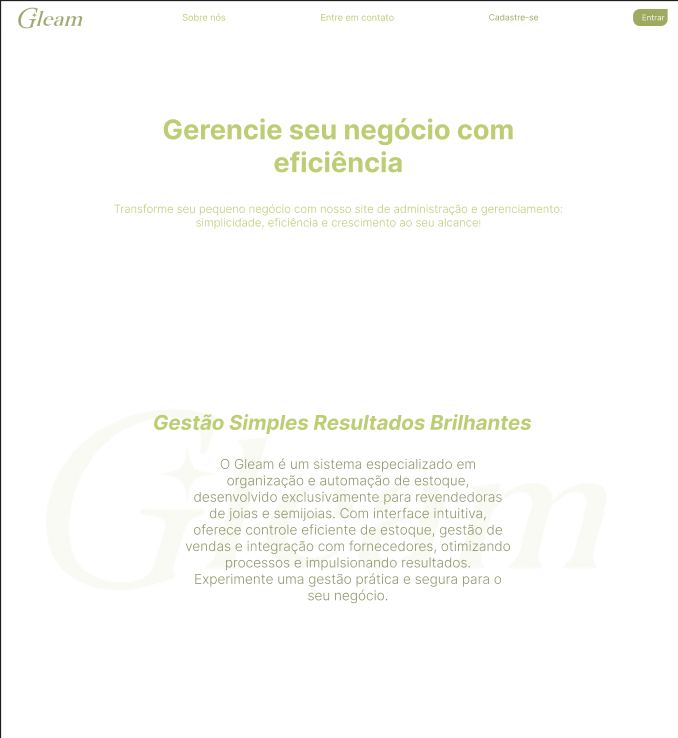 Gleam
Sobre nós
Entre em contato
Cadastre-se
Entrar
Gerencie seu negócio com
eficiência
Transforme seu pequeno negócio com nosso site de administração e gerenciamento:
simplicidade, eficiência e crescimento ao seu alcance!
Gleam
Gestão Simples Resultados Brilhantes
O Gleam é um sistema especializado em
organização e automação de estoque,
desenvolvido exclusivamente para revendedoras
de joias e semijoias. Com interface intuitiva,
oferece controle eficiente de estoque, gestão de
vendas e integração com fornecedores, otimizando
processos e impulsionando resultados.
Experimente uma gestão prática e segura para o
seu negócio.